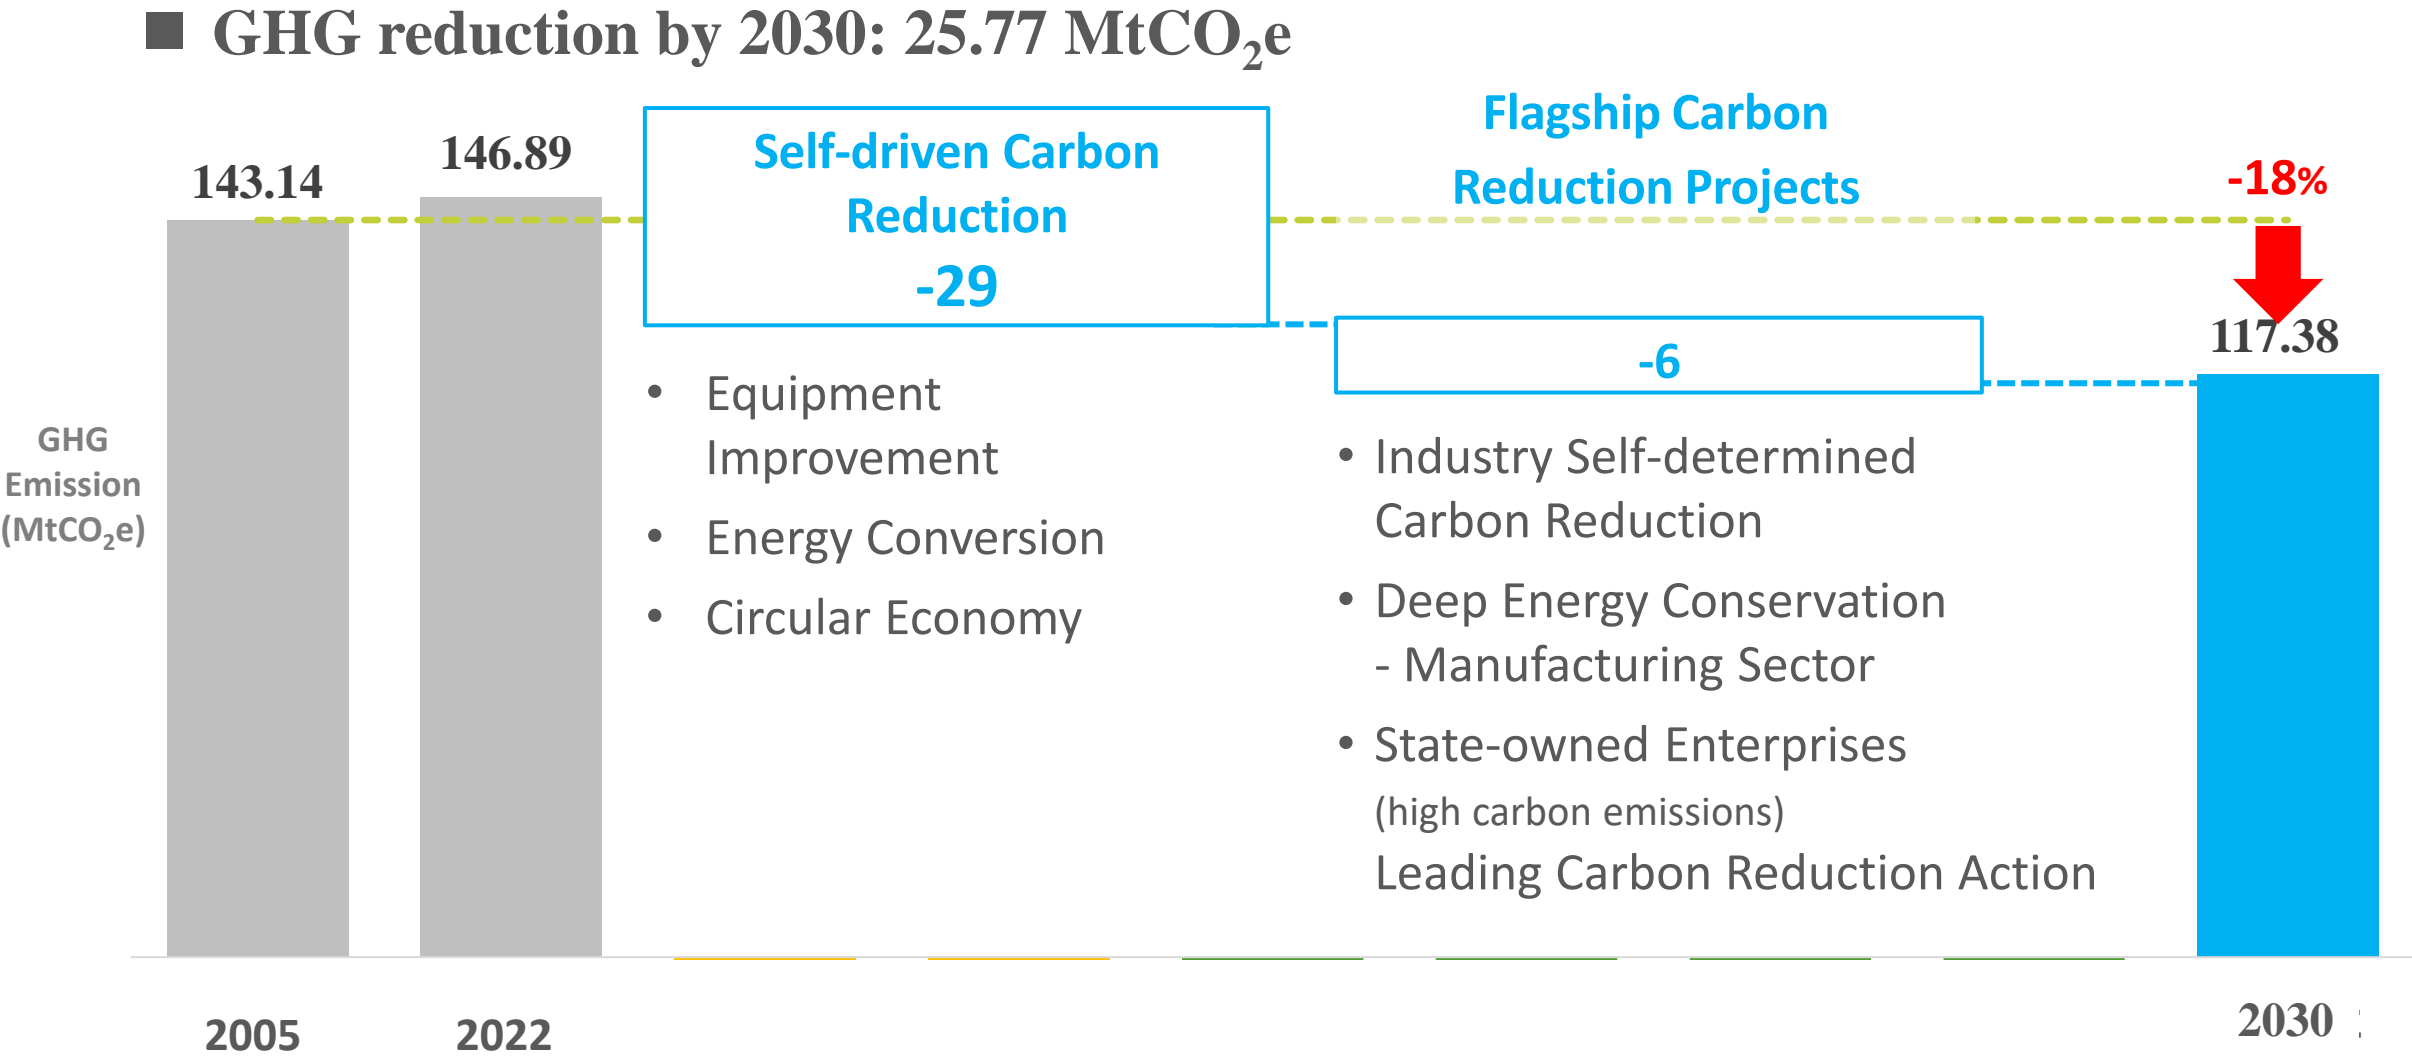 ■ GHG reduction by 2030: 25.77 MtCO₂e
143.14
146.89
Self-driven Carbon
Reduction
-29
Flagship Carbon
Reduction Projects
-18%
-6
117.38
GHG
Emission
(MtCO₂e)
• Equipment
Improvement
• Energy Conversion
• Circular Economy
• Industry Self-determined
Carbon Reduction
• Deep Energy Conservation
- Manufacturing Sector
• State-owned Enterprises
(high carbon emissions)
Leading Carbon Reduction Action
2005
2022
2030